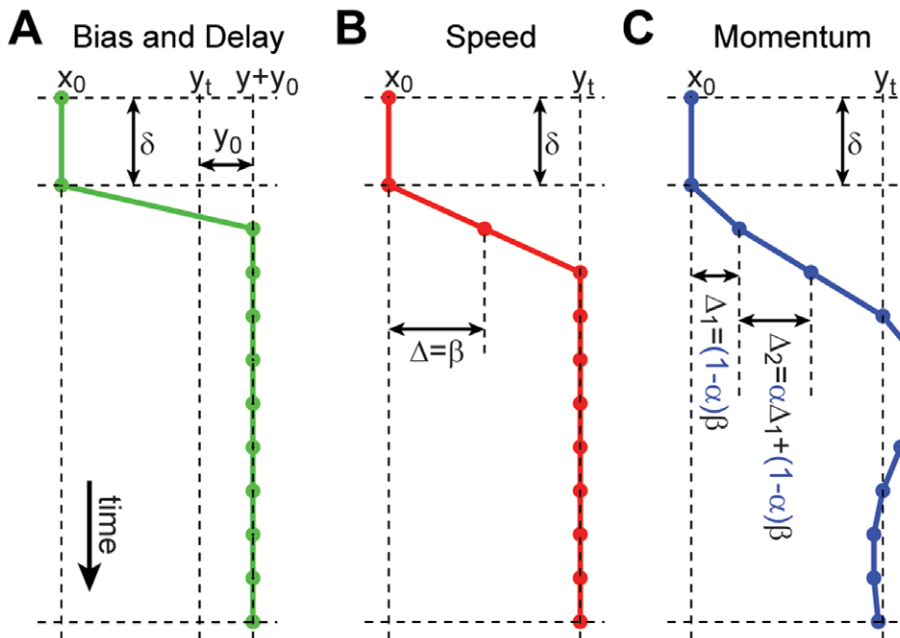 A Bias and Delay
x₀ yₜ y+y₀
δ
y₀
time
B Speed
x₀ yₜ
δ
Δ=β
C Momentum
x₀ yₜ
δ
Δ₁=(1-α)β
Δ₂=αΔ₁+(1-α)β